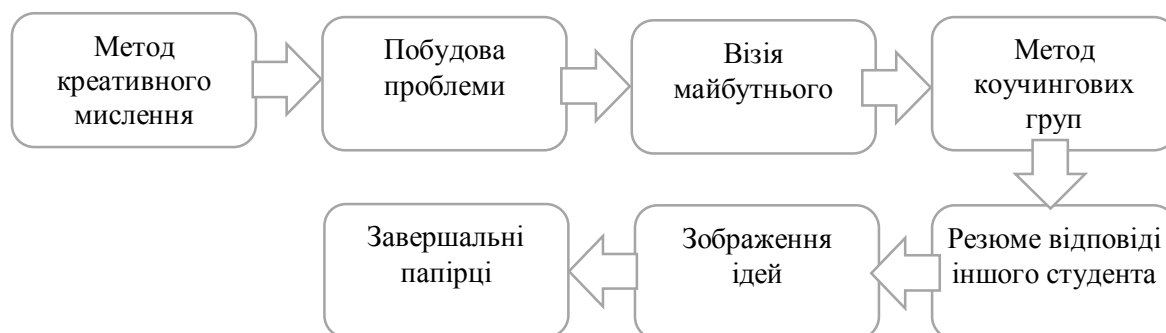 Метод
креативного
мислення
Побудова
проблеми
Візія
майбутнього
Метод
коучингових
груп
Резюме відповіді
іншого студента
Зображення
ідей
Завершальні
папірці